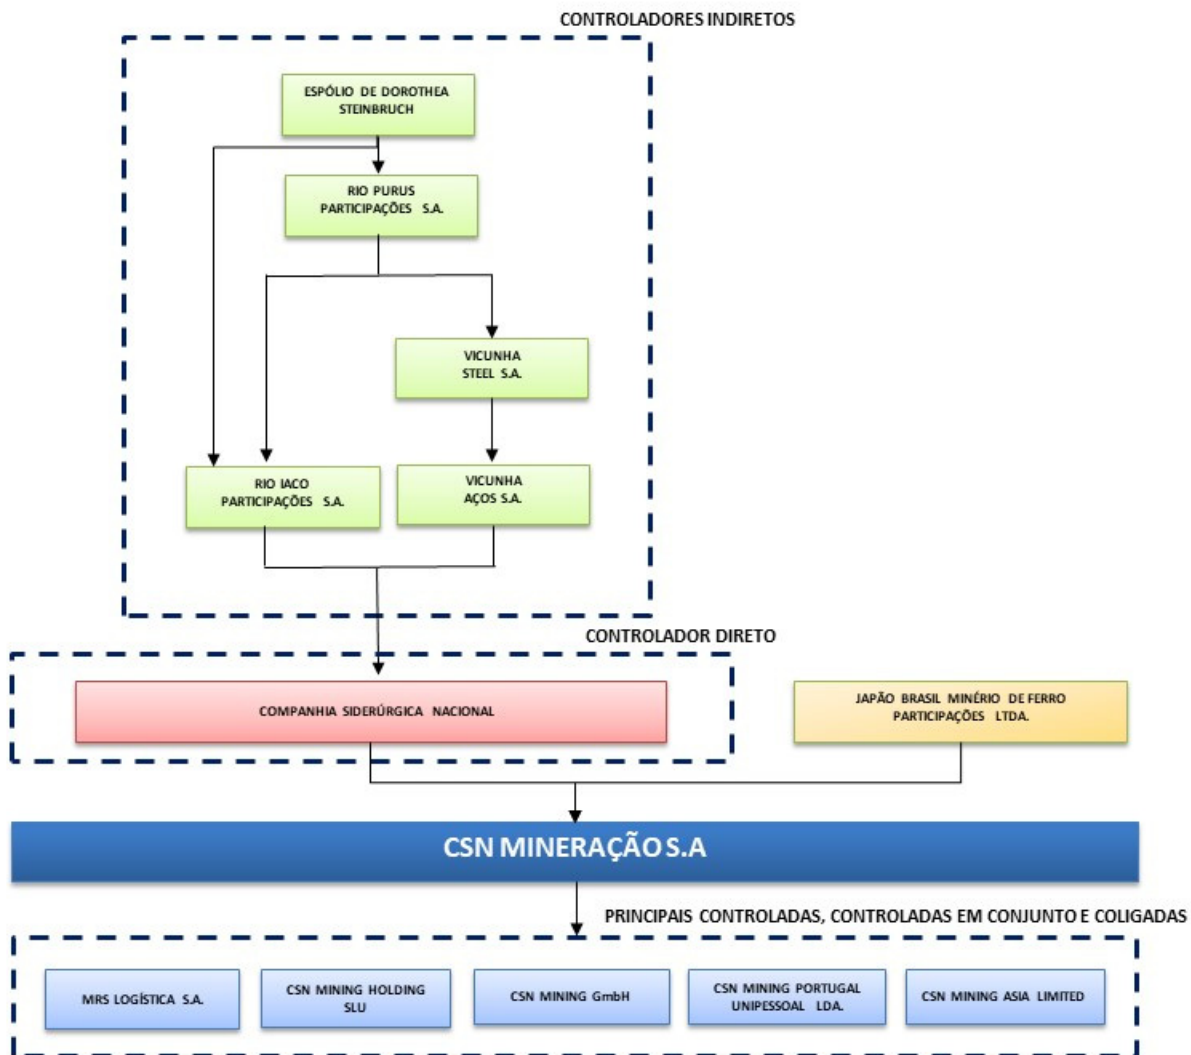 CONTROLADORES INDIRETOS
ESPÓLIO DE DOROTHEA
STEINBRUCH
RIO PURUS
PARTICIPAÇÕES S.A.
VICUNHA
STEEL S.A.
RIO IACO
PARTICIPAÇÕES S.A.
VICUNHA
AÇOS S.A.
CONTROLADOR DIRETO
COMPANHIA SIDERÚRGICA NACIONAL
JAPÃO BRASIL MINÉRIO DE FERRO
PARTICIPAÇÕES LTDA.
CSN MINERAÇÃO S.A
PRINCIPAIS CONTROLADAS, CONTROLADAS EM CONJUNTO E COLIGADAS
MRS LOGÍSTICA S.A.
CSN MINING HOLDING
SLU
CSN MINING GmbH
CSN MINING PORTUGAL
UNIPESSOAL LDA.
CSN MINING ASIA LIMITED